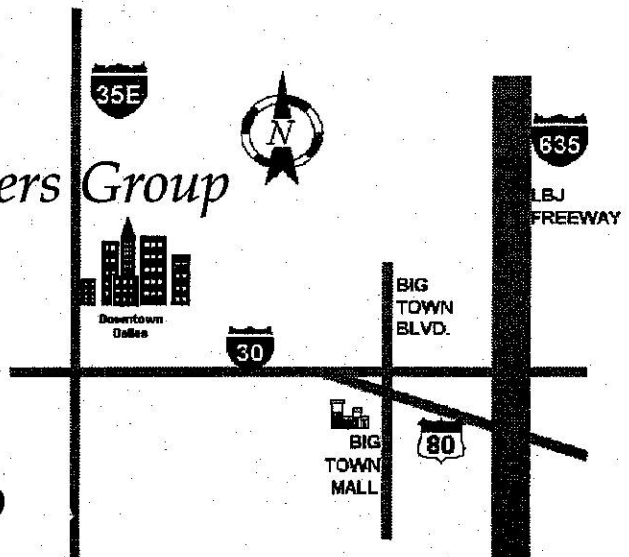 35E
N
635
ers Group
LBJ
FREEWAY
Downtown
Dallas
BIG
TOWN
BLVD.
30
BIG
TOWN
MALL
80